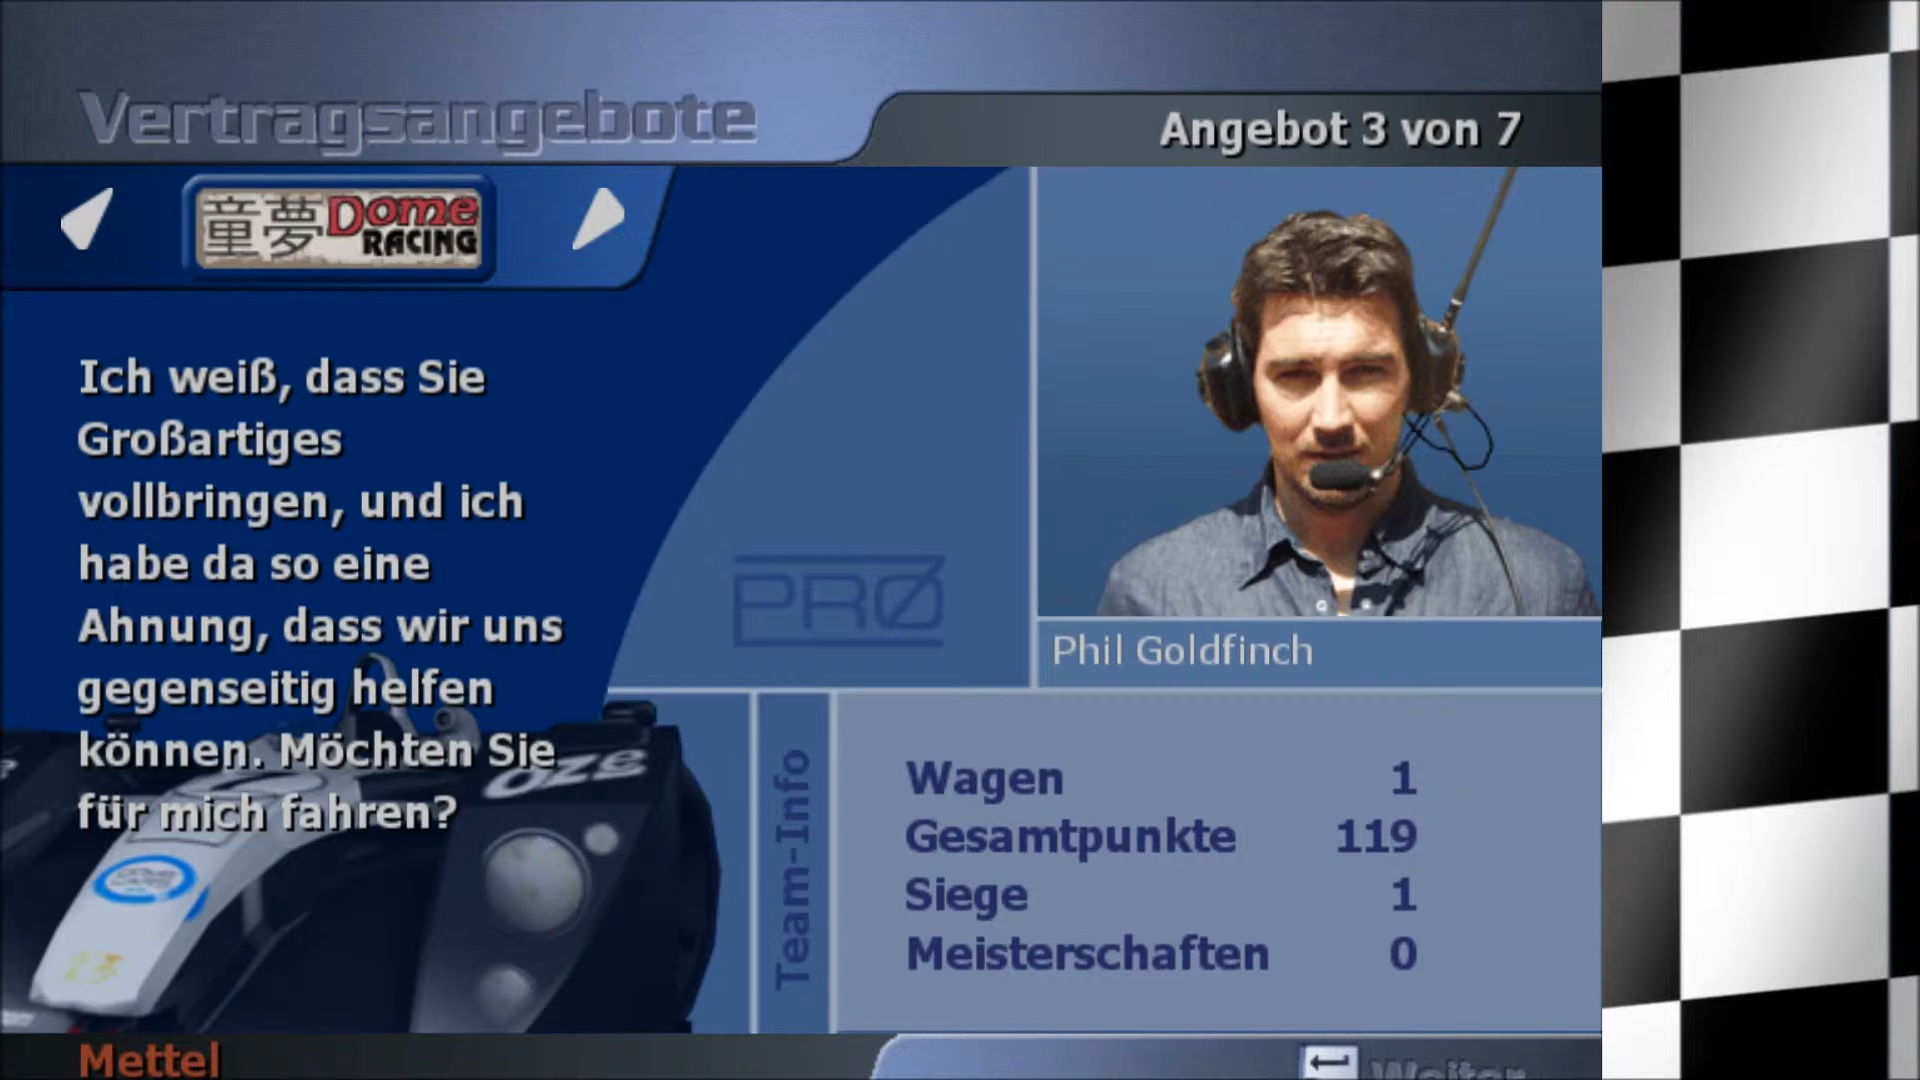 Vertragsangebote
Angebot 3 von 7
童夢 Dome
RACING
Ich weiß, dass Sie
Großartiges
vollbringen, und ich
habe da so eine
Ahnung, dass wir uns
gegenseitig helfen
können. Möchten Sie
für mich fahren?
PRO
Phil Goldfinch
OZE
Team-Info
Wagen 1
Gesamtpunkte 119
Siege 1
Meisterschaften 0
Mettel
Weiter